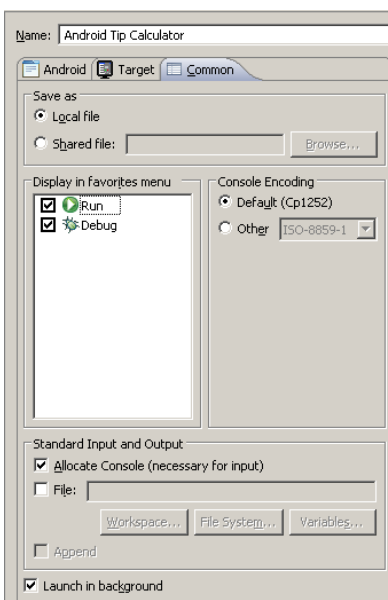 Name: Android Tip Calculator
Android Target Common
Save as
Local file
Shared file: Browse...
Display in favorites menu
Run
Debug
Console Encoding
Default (Cp1252)
Other ISO-8859-1
Standard Input and Output
Allocate Console (necessary for input)
File:
Workspace... File System... Variables...
Append
Launch in background